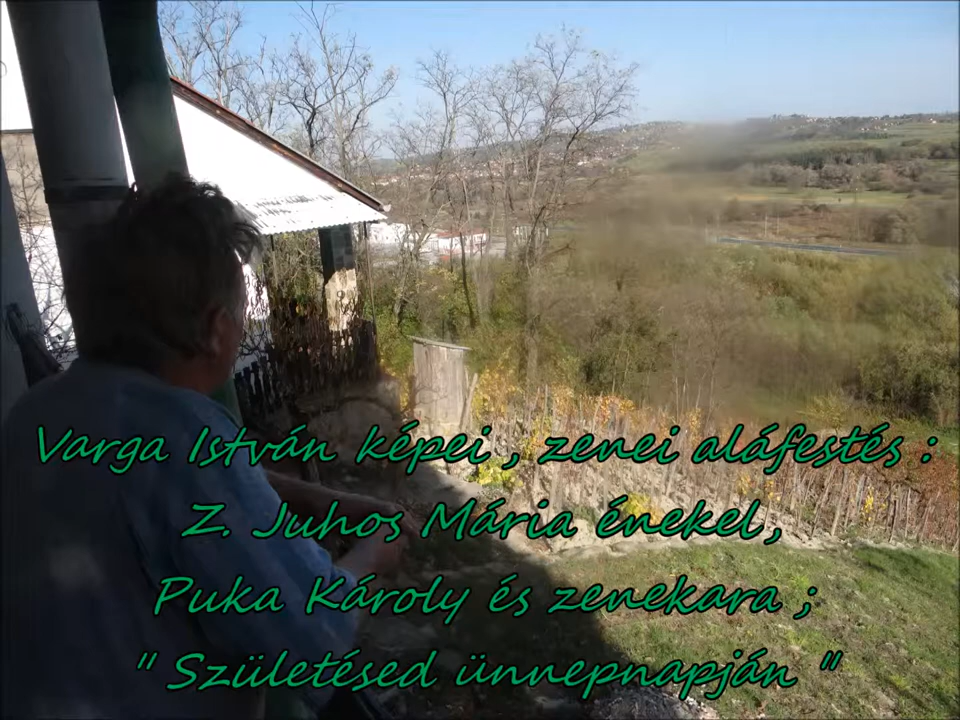 Varga István képei , zenei aláfestés :
Z. Juhos Mária énekel,
Puka Károly és zenekara ;
" Születésed ünnepnapján "